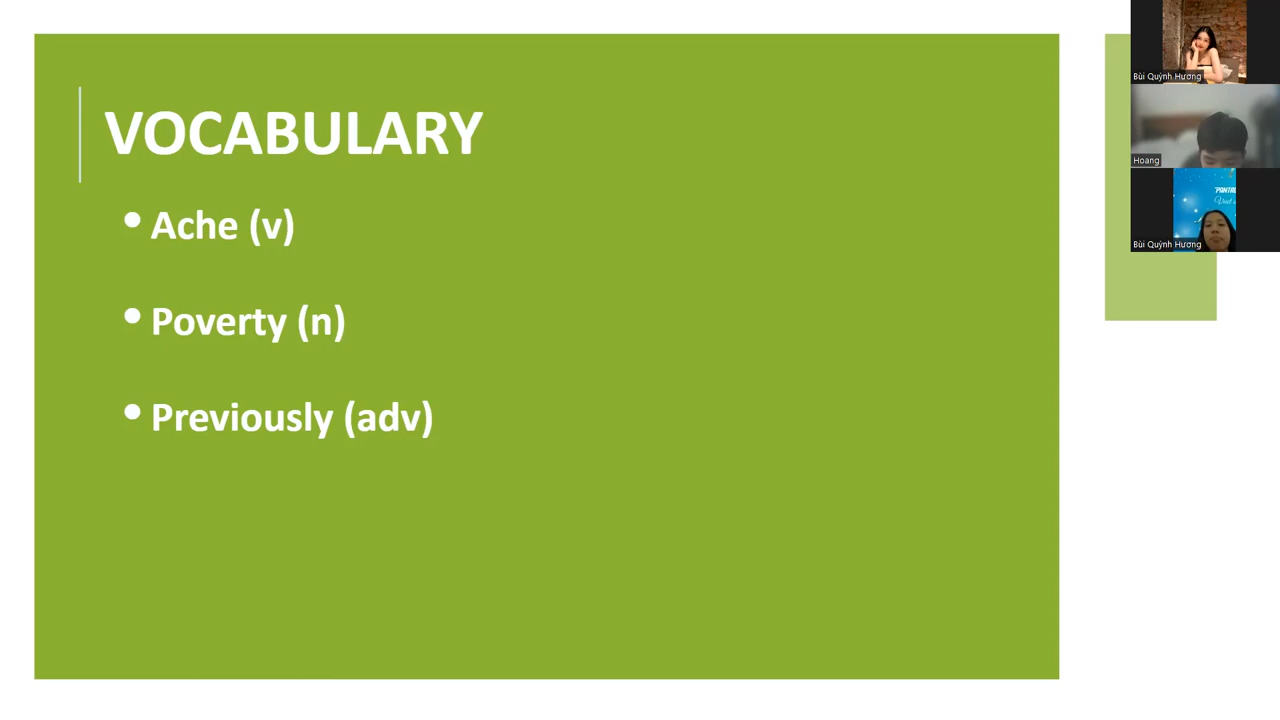 VOCABULARY
• Ache (v)
• Poverty (n)
• Previously (adv)
Bùi Quỳnh Hương
Hoang
Bùi Quỳnh Hương